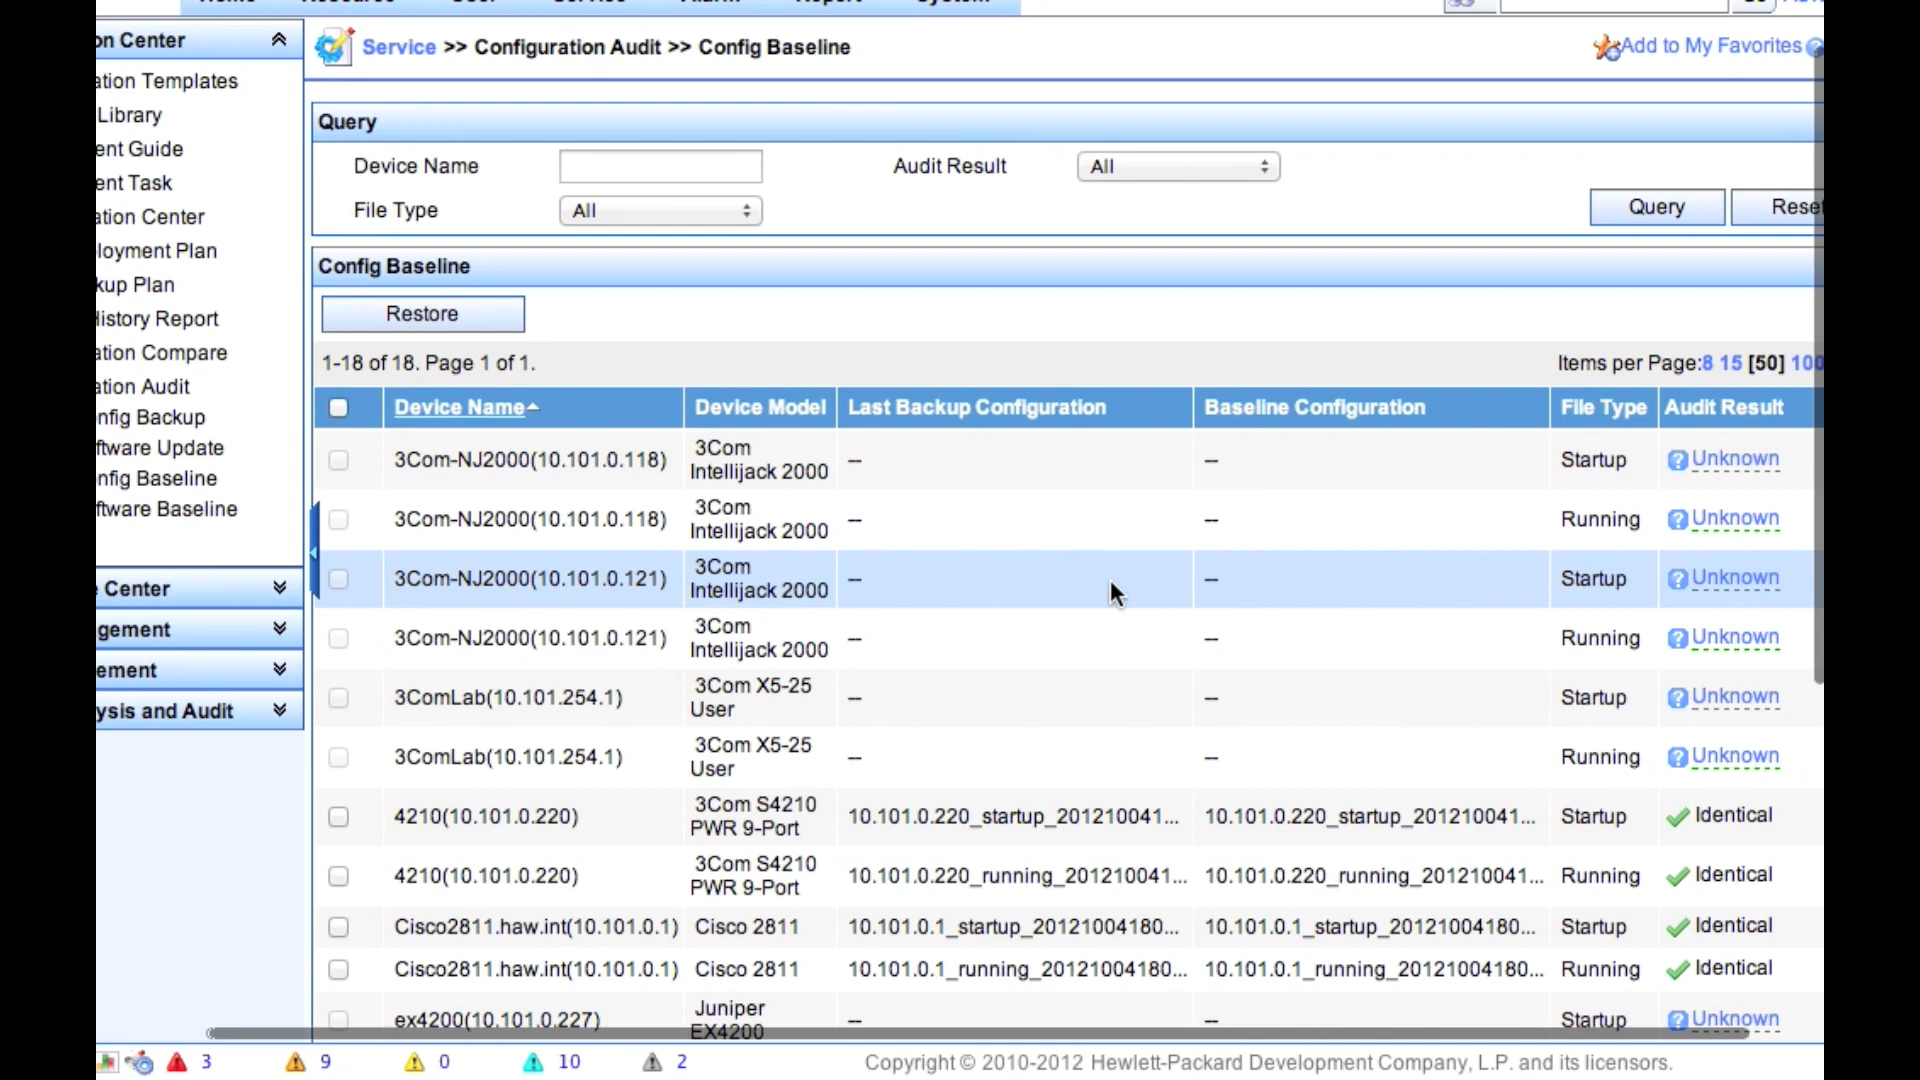 Home Resource User Service Alarm Report System
on Center
ation Templates
Library
ent Guide
ent Task
ation Center
loyment Plan
kup Plan
History Report
ation Compare
ation Audit
nfig Backup
ftware Update
nfig Baseline
ftware Baseline
Center
gement
ement
ysis and Audit
Service >> Configuration Audit >> Config Baseline
Add to My Favorites
Query
Device Name
Audit Result All
File Type All
Query Reset
Config Baseline
Restore
1-18 of 18. Page 1 of 1.
Items per Page:8 15 [50] 100
Device Name Device Model Last Backup Configuration Baseline Configuration File Type Audit Result
3Com-NJ2000(10.101.0.118) 3Com Intellijack 2000 -- -- Startup Unknown
3Com-NJ2000(10.101.0.118) 3Com Intellijack 2000 -- -- Running Unknown
3Com-NJ2000(10.101.0.121) 3Com Intellijack 2000 -- -- Startup Unknown
3Com-NJ2000(10.101.0.121) 3Com Intellijack 2000 -- -- Running Unknown
3ComLab(10.101.254.1) 3Com X5-25 User -- -- Startup Unknown
3ComLab(10.101.254.1) 3Com X5-25 User -- -- Running Unknown
4210(10.101.0.220) 3Com S4210 PWR 9-Port 10.101.0.220_startup_201210041... 10.101.0.220_startup_201210041... Startup Identical
4210(10.101.0.220) 3Com S4210 PWR 9-Port 10.101.0.220_running_201210041... 10.101.0.220_running_201210041... Running Identical
Cisco2811.haw.int(10.101.0.1) Cisco 2811 10.101.0.1_startup_20121004180... 10.101.0.1_startup_20121004180... Startup Identical
Cisco2811.haw.int(10.101.0.1) Cisco 2811 10.101.0.1_running_20121004180... 10.101.0.1_running_20121004180... Running Identical
ex4200(10.101.0.227) Juniper EX4200 -- -- Startup Unknown
3 9 0 10 2
Copyright © 2010-2012 Hewlett-Packard Development Company, L.P. and its licensors.